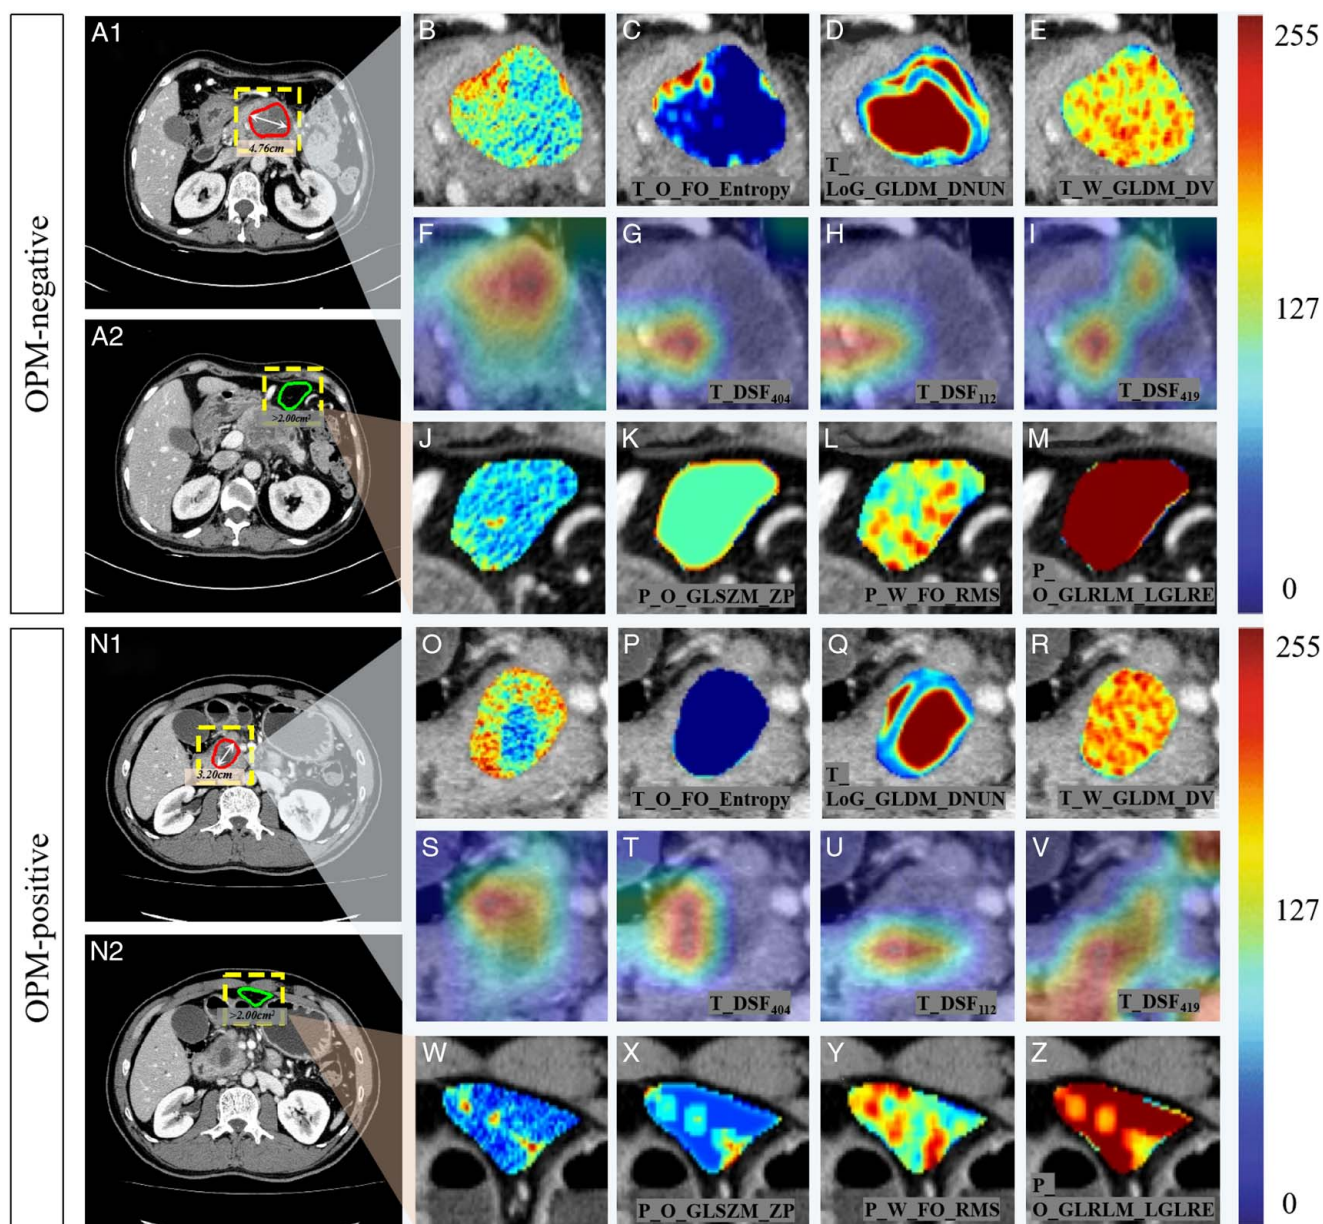 OPM-negative
A1
4.76cm
A2
>2.00cm²
B
C
T_O_FO_Entropy
D
T_
LoG_GLDM_DNUN
E
T_W_GLDM_DV
F
G
T_DSF404
H
T_DSF112
I
T_DSF419
J
K
P_O_GLSZM_ZP
L
P_W_FO_RMS
M
P_
O_GLRLM_LGLRE
255
127
0
OPM-positive
N1
3.20cm
N2
>2.00cm²
O
P
T_O_FO_Entropy
Q
T_
LoG_GLDM_DNUN
R
T_W_GLDM_DV
S
T
T_DSF404
U
T_DSF112
V
T_DSF419
W
X
P_O_GLSZM_ZP
Y
P_W_FO_RMS
Z
P_
O_GLRLM_LGLRE
255
127
0